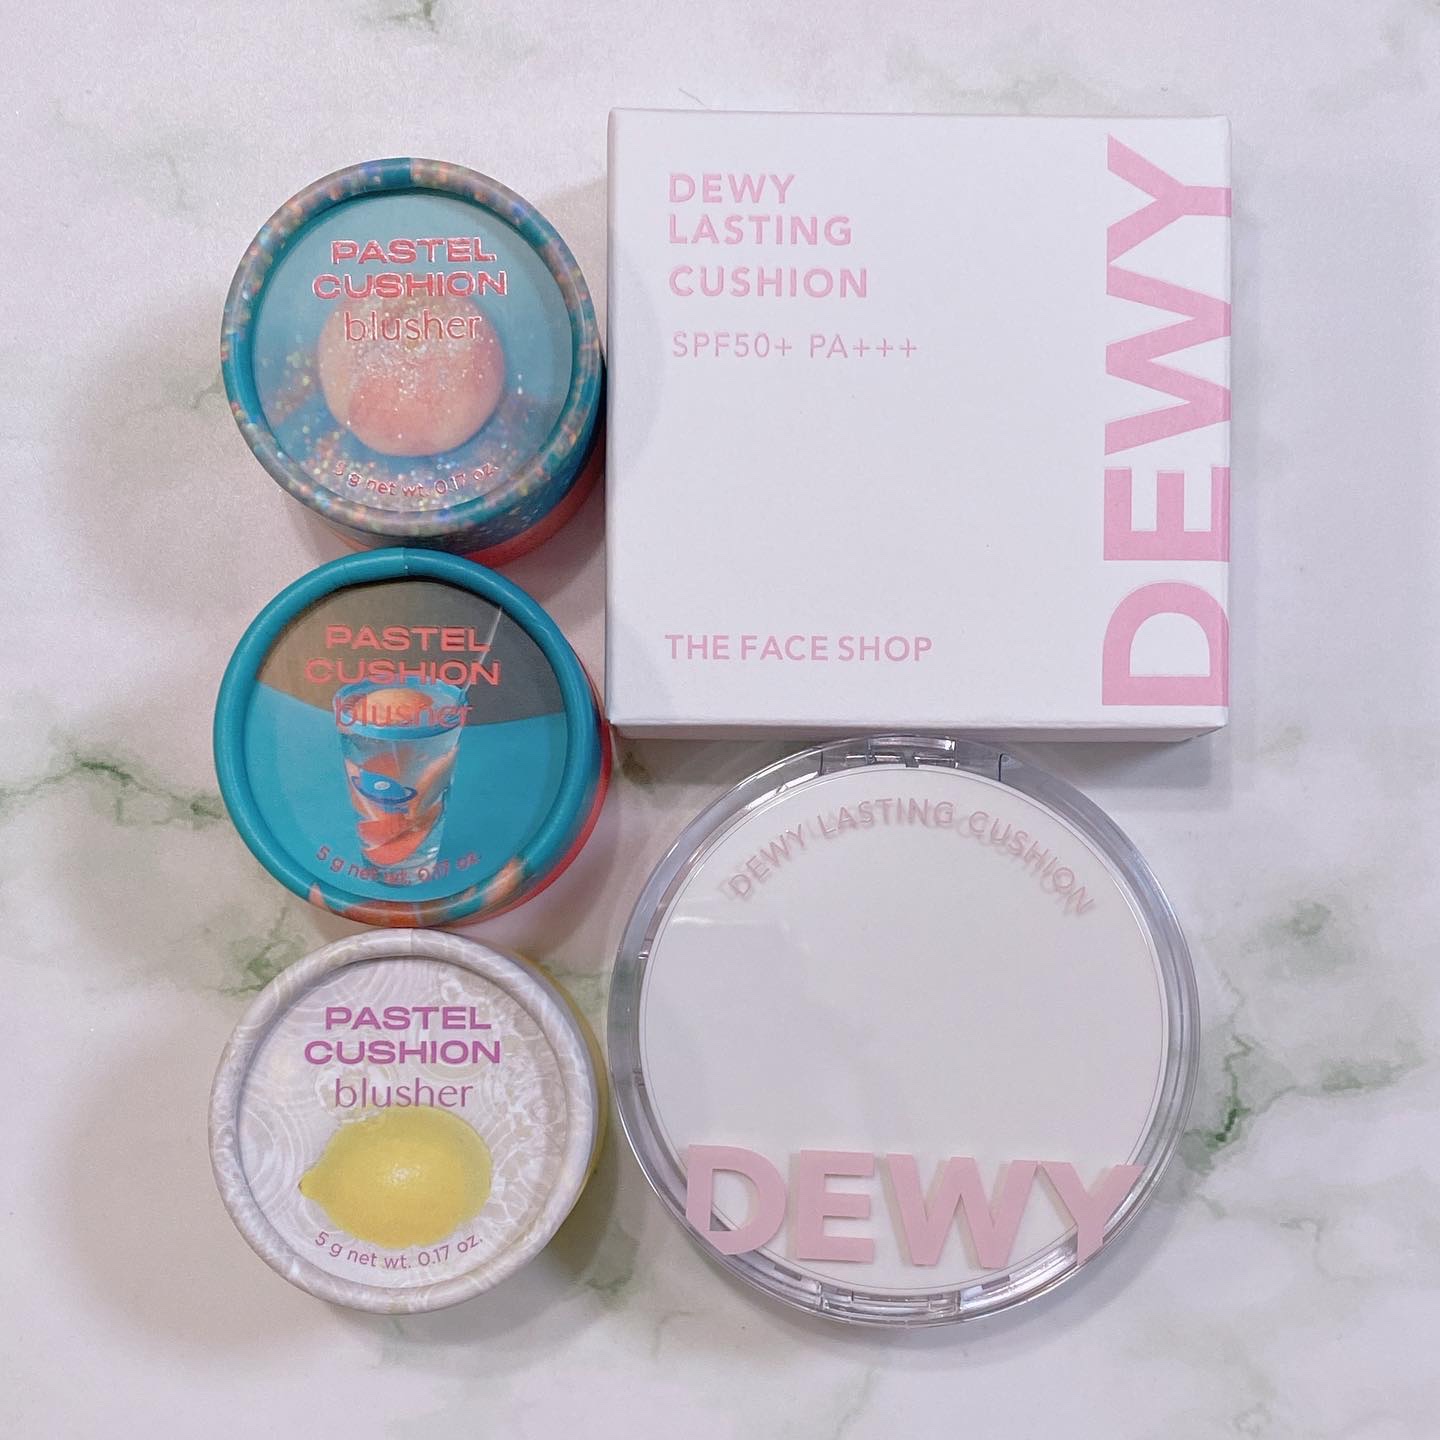 PASTEL
CUSHION
blusher
5 g net wt. 0.17 oz.
PASTEL
CUSHION
blusher
5 g net wt. 0.17 oz.
PASTEL
CUSHION
blusher
5 g net wt. 0.17 oz.
DEWY
LASTING
CUSHION
SPF50+ PA+++
THE FACE SHOP
DEWY
DEWY LASTING CUSHION
DEWY